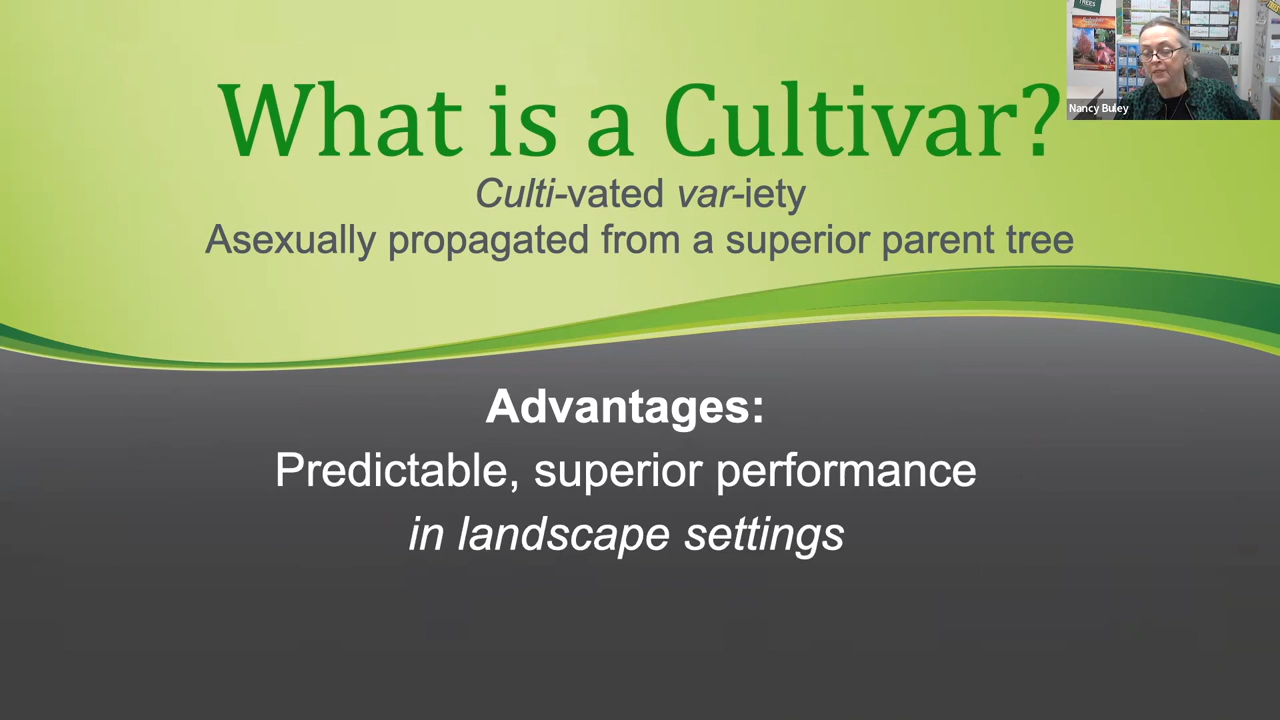 What is a Cultivar?
Culti-vated var-iety
Asexually propagated from a superior parent tree
Advantages:
Predictable, superior performance
in landscape settings
TREES
Nancy Buley